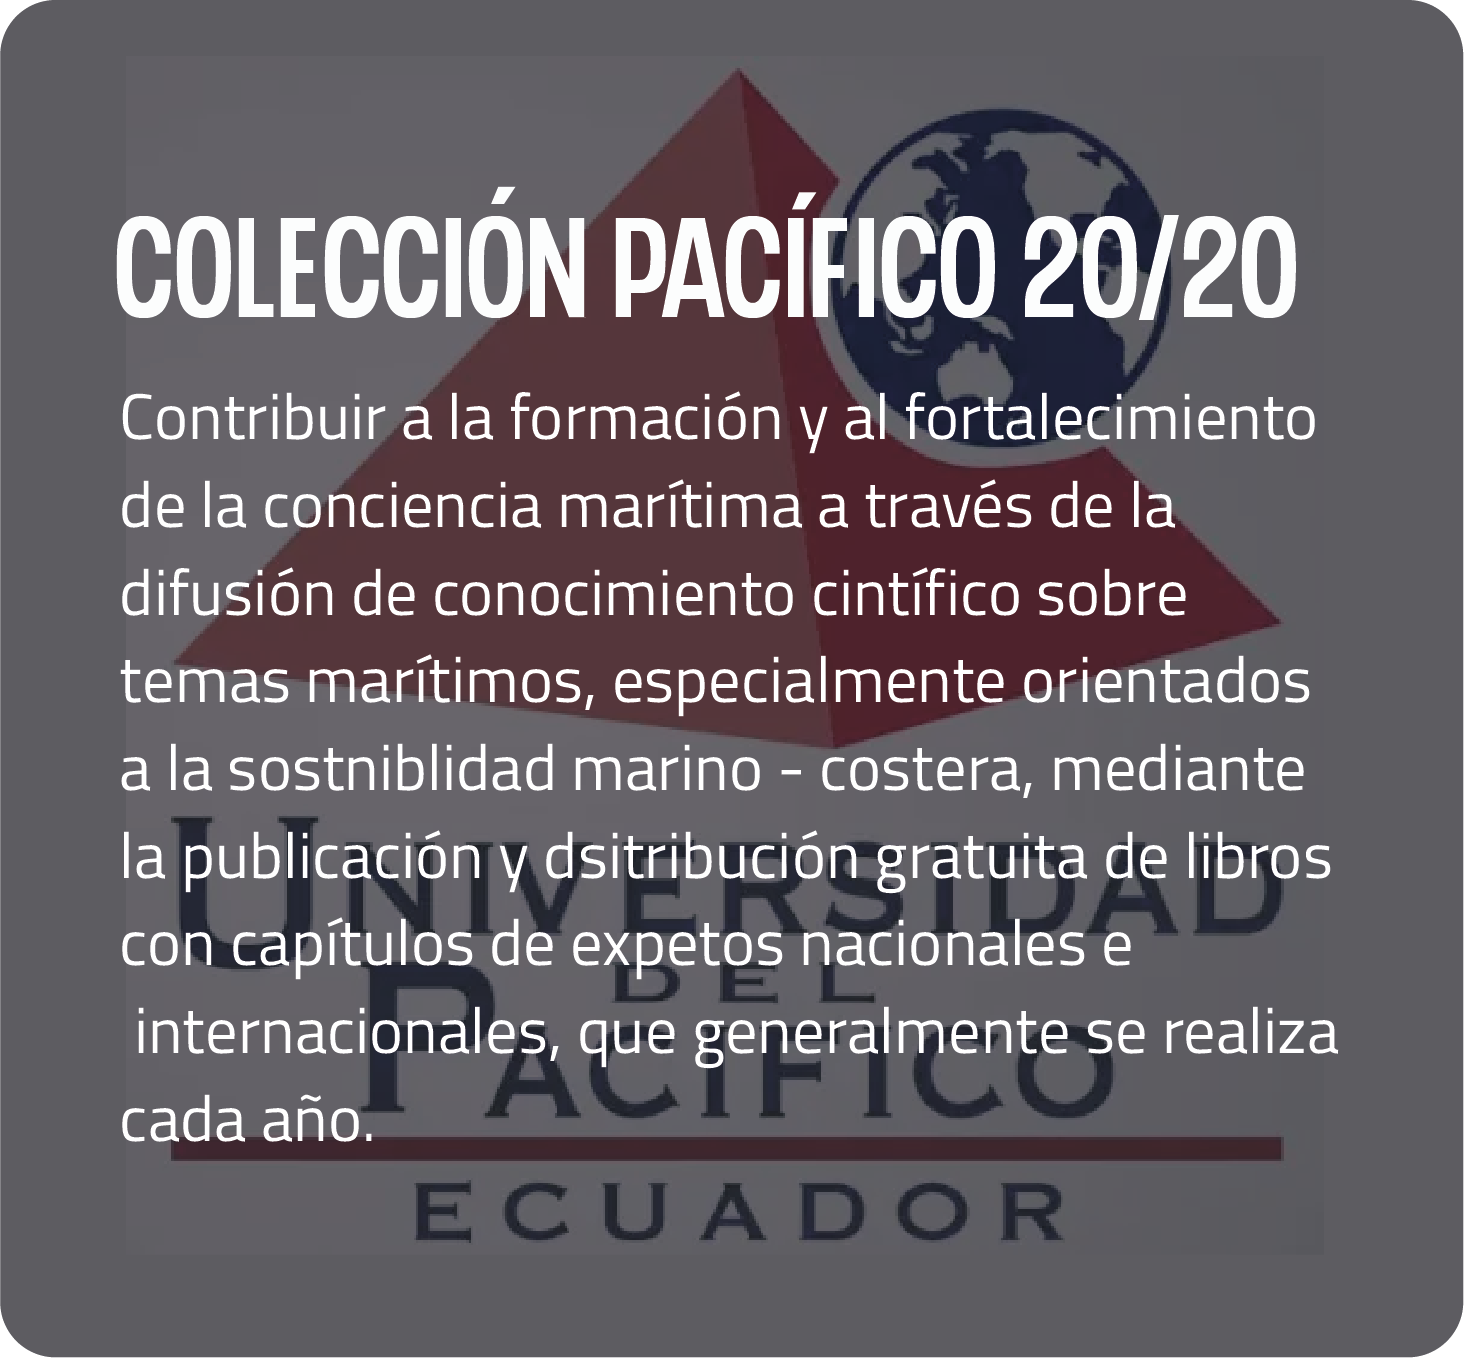 COLECCIÓN PACÍFICO 20/20
Contribuir a la formación y al fortalecimiento
de la conciencia marítima a través de la
difusión de conocimiento cintífico sobre
temas marítimos, especialmente orientados
a la sostniblidad marino - costera, mediante
la publicación y dsitribución gratuita de libros
con capítulos de expetos nacionales e
internacionales, que generalmente se realiza
cada año.
UNIVERSIDAD
DEL
PACÍFICO
ECUADOR